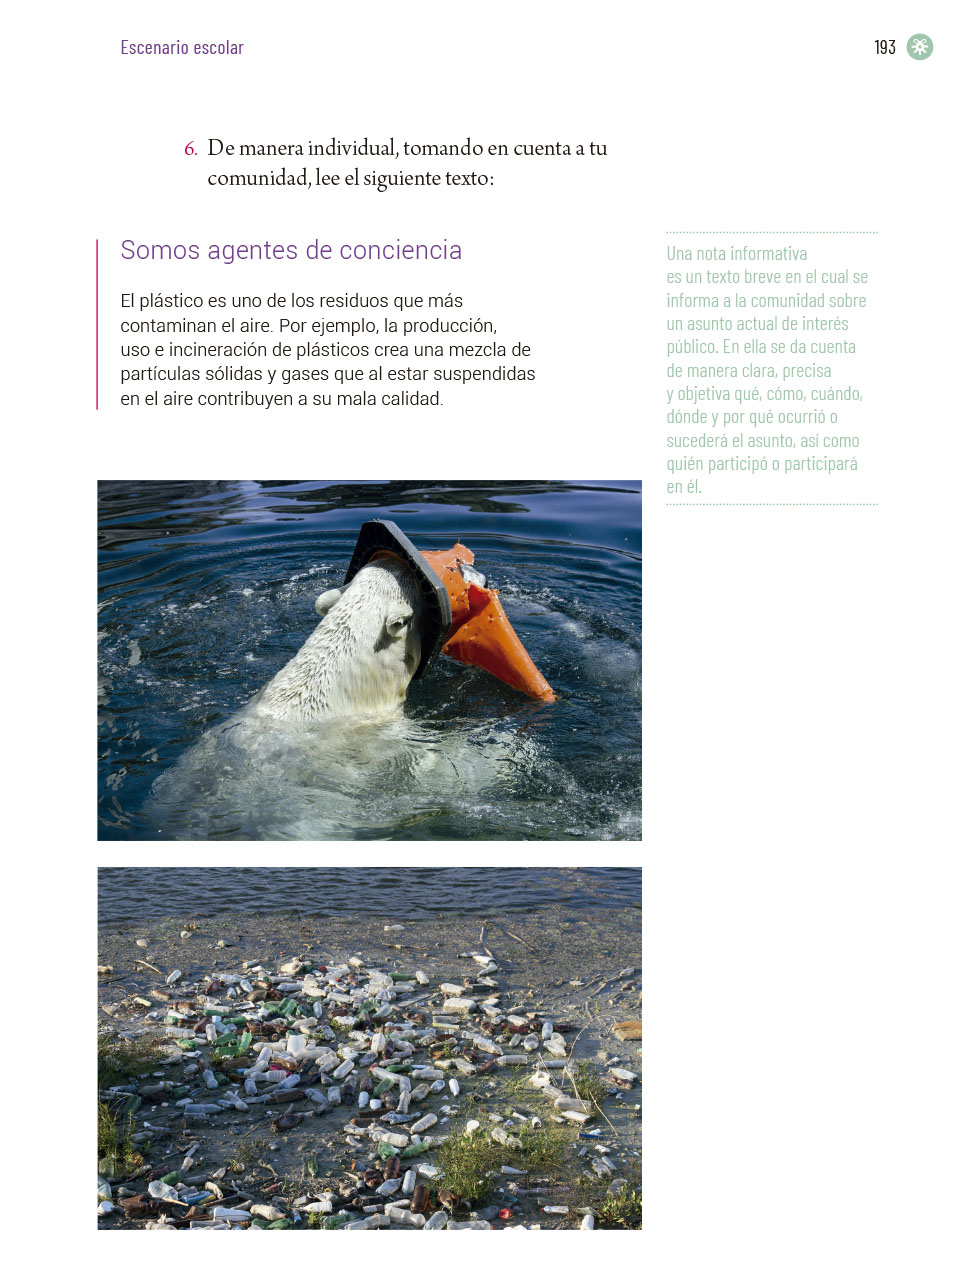 Escenario escolar
193
6. De manera individual, tomando en cuenta a tu
comunidad, lee el siguiente texto:
Somos agentes de conciencia
El plástico es uno de los residuos que más
contaminan el aire. Por ejemplo, la producción,
uso e incineración de plásticos crea una mezcla de
partículas sólidas y gases que al estar suspendidas
en el aire contribuyen a su mala calidad.
Una nota informativa
es un texto breve en el cual se
informa a la comunidad sobre
un asunto actual de interés
público. En ella se da cuenta
de manera clara, precisa
y objetiva qué, cómo, cuándo,
dónde y por qué ocurrió o
sucederá el asunto, así como
quién participó o participará
en él.